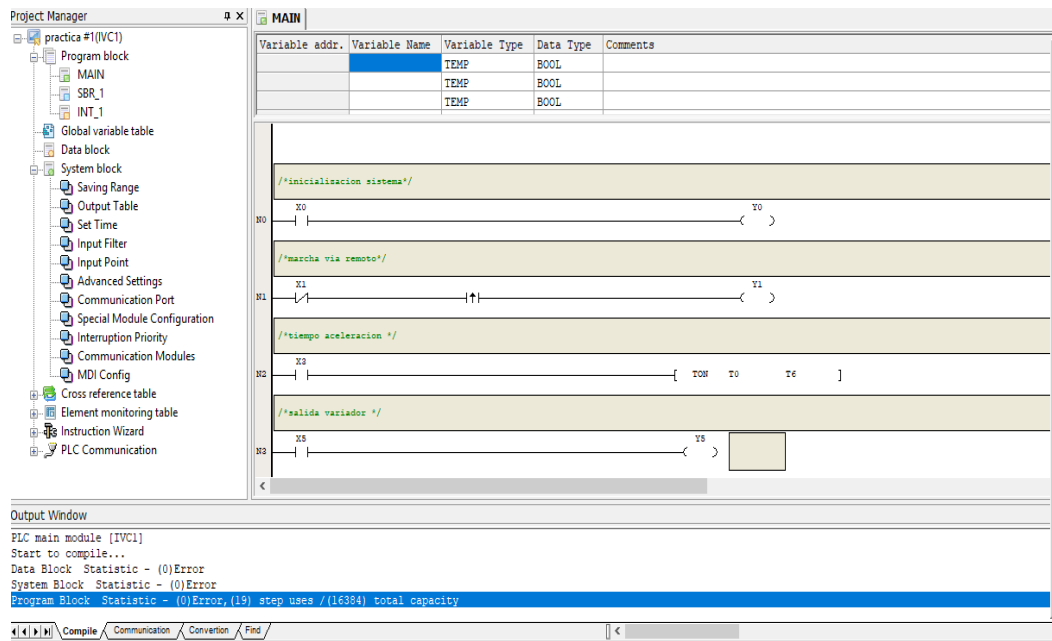 Project Manager
practica #1(IVC1)
Program block
MAIN
SBR_1
INT_1
Global variable table
Data block
System block
Saving Range
Output Table
Set Time
Input Filter
Input Point
Advanced Settings
Communication Port
Special Module Configuration
Interruption Priority
Communication Modules
MDI Config
Cross reference table
Element monitoring table
Instruction Wizard
PLC Communication
MAIN
Variable addr. Variable Name Variable Type Data Type Comments
TEMP BOOL
TEMP BOOL
TEMP BOOL
/*inicialisacion sistema*/
X0 Y0
N0
/*marcha via remoto*/
X1 Y1
N1
/*tiempo aceleracion */
X3
N2 [ TON T0 T6 ]
/*salida variador */
X5 Y5
N3
Output Window
PLC main module [IVC1]
Start to compile...
Data Block Statistic - (0)Error
System Block Statistic - (0)Error
Program Block Statistic - (0)Error,(19) step uses /(16384) total capacity
Compile Communication Convertion Find